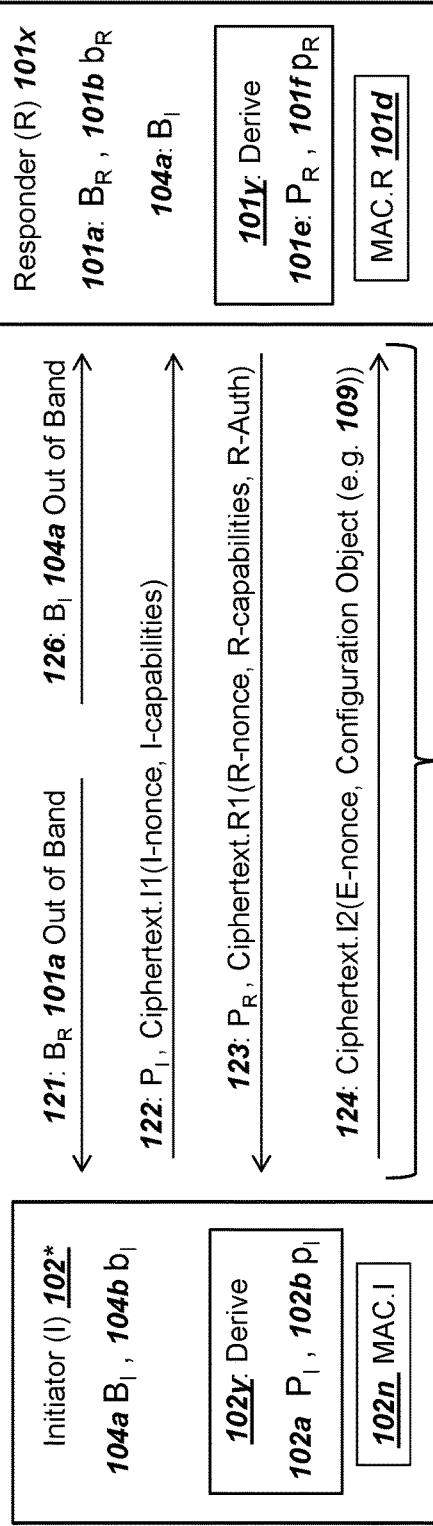 Initiator (I) 102*
104a B_I , 104b b_I
102y: Derive
102a P_I , 102b p_I
102n MAC.I
121: B_R 101a Out of Band
126: B_I 104a Out of Band
122: P_I , Ciphertext.I1(I-nonce, I-capabilities)
123: P_R , Ciphertext.R1(R-nonce, R-capabilities, R-Auth)
124: Ciphertext.I2(E-nonce, Configuration Object (e.g. 109))
Responder (R) 101x
101a: B_R , 101b b_R
104a: B_I
101y: Derive
101e: P_R , 101f p_R
MAC.R 101d